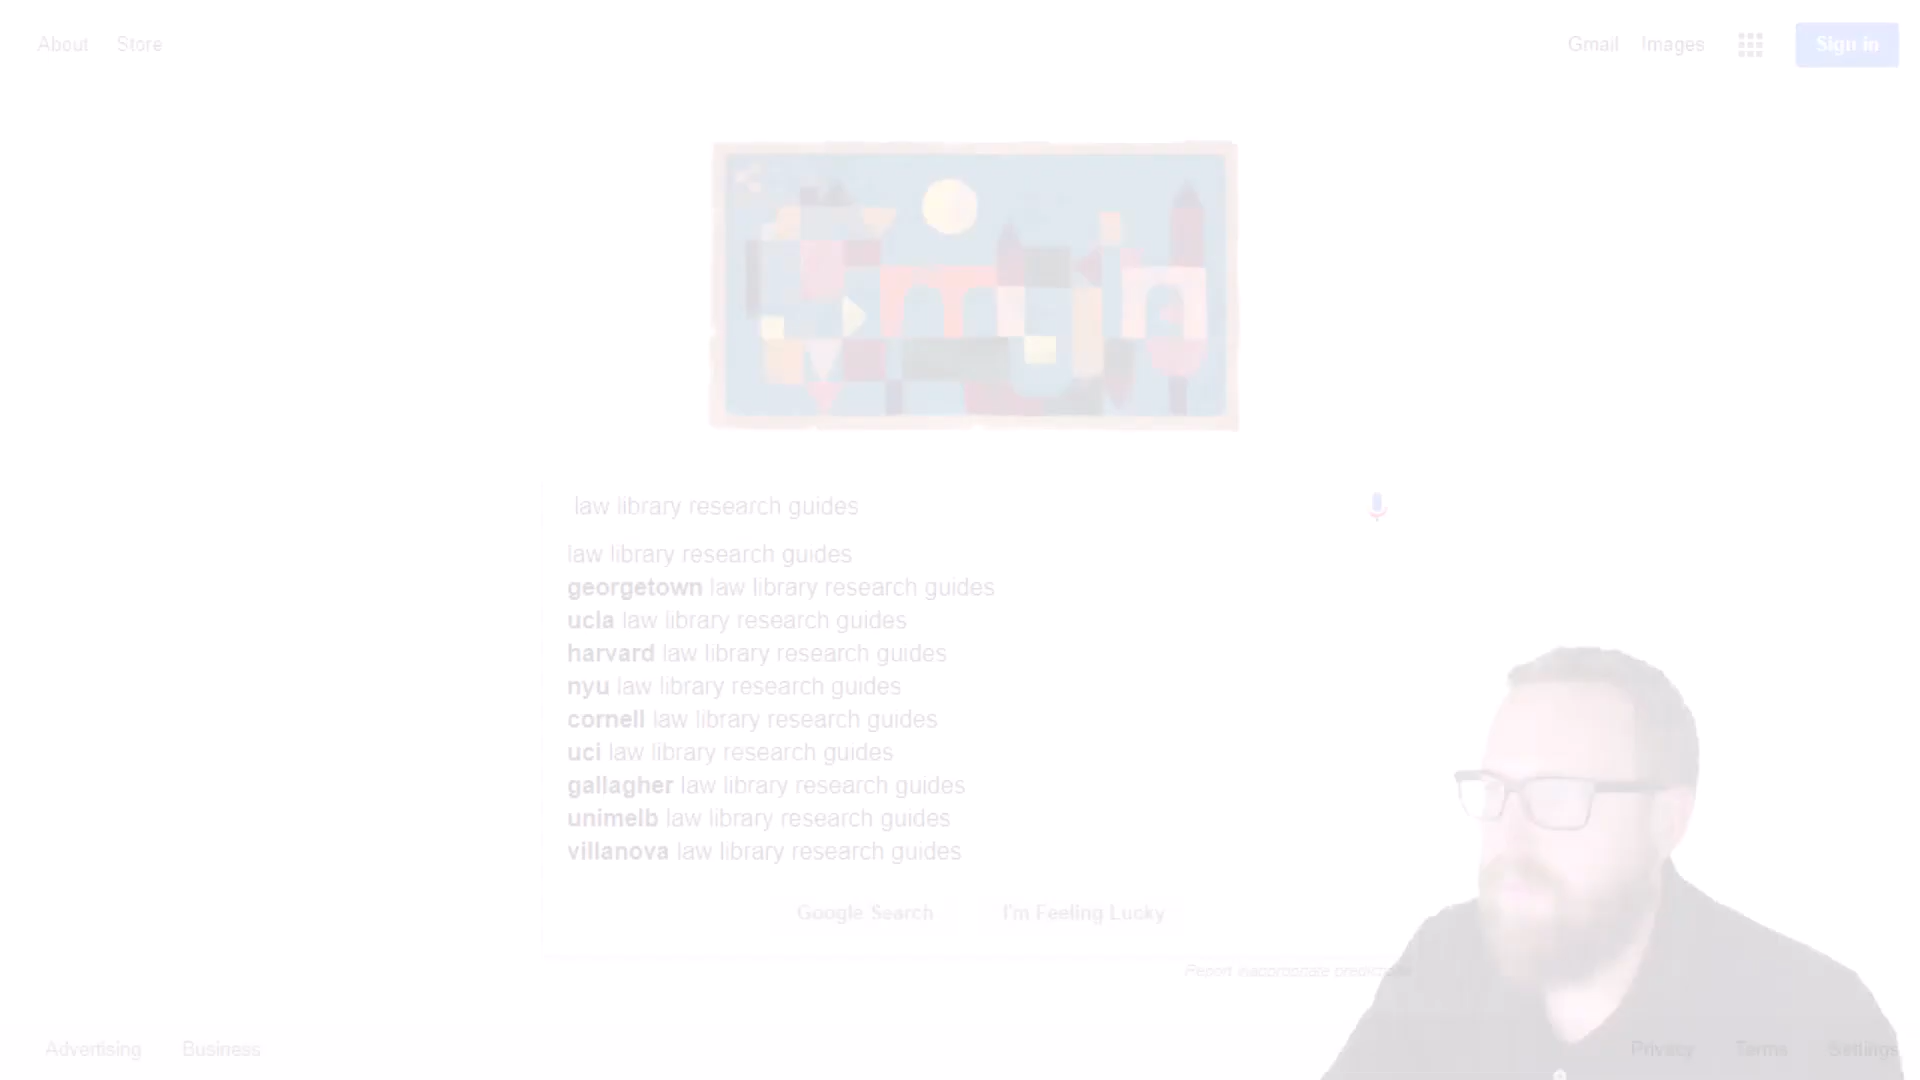 About Store
Gmail Images Sign in
law library research guides
law library research guides
georgetown law library research guides
ucla law library research guides
harvard law library research guides
nyu law library research guides
cornell law library research guides
uci law library research guides
gallagher law library research guides
unimelb law library research guides
villanova law library research guides
Google Search I'm Feeling Lucky
Report inappropriate
Advertising Business
Privacy Terms Settings